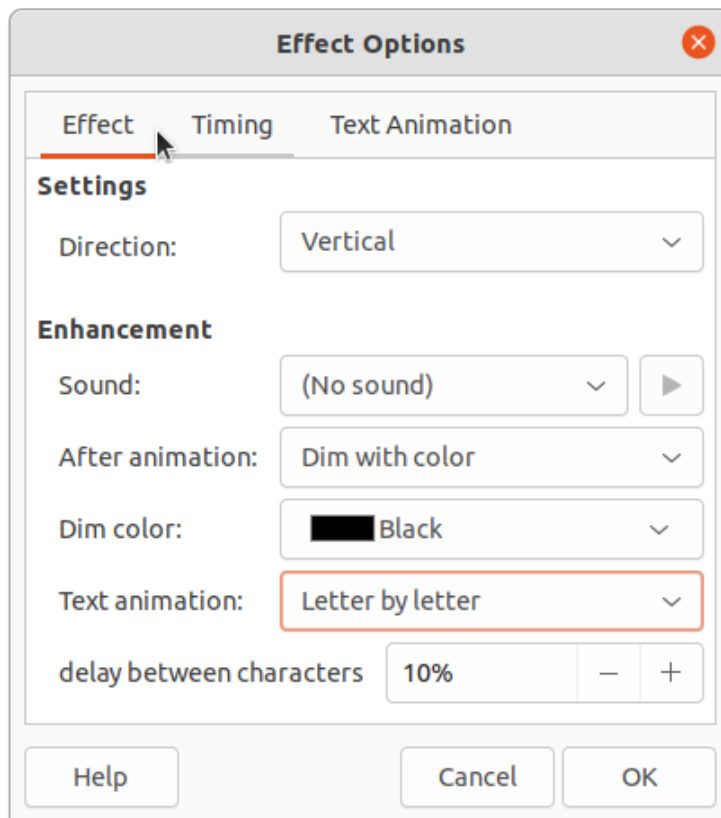 Effect Options
Effect Timing Text Animation
Settings
Direction: Vertical
Enhancement
Sound: (No sound)
After animation: Dim with color
Dim color: Black
Text animation: Letter by letter
delay between characters 10%
Help Cancel OK